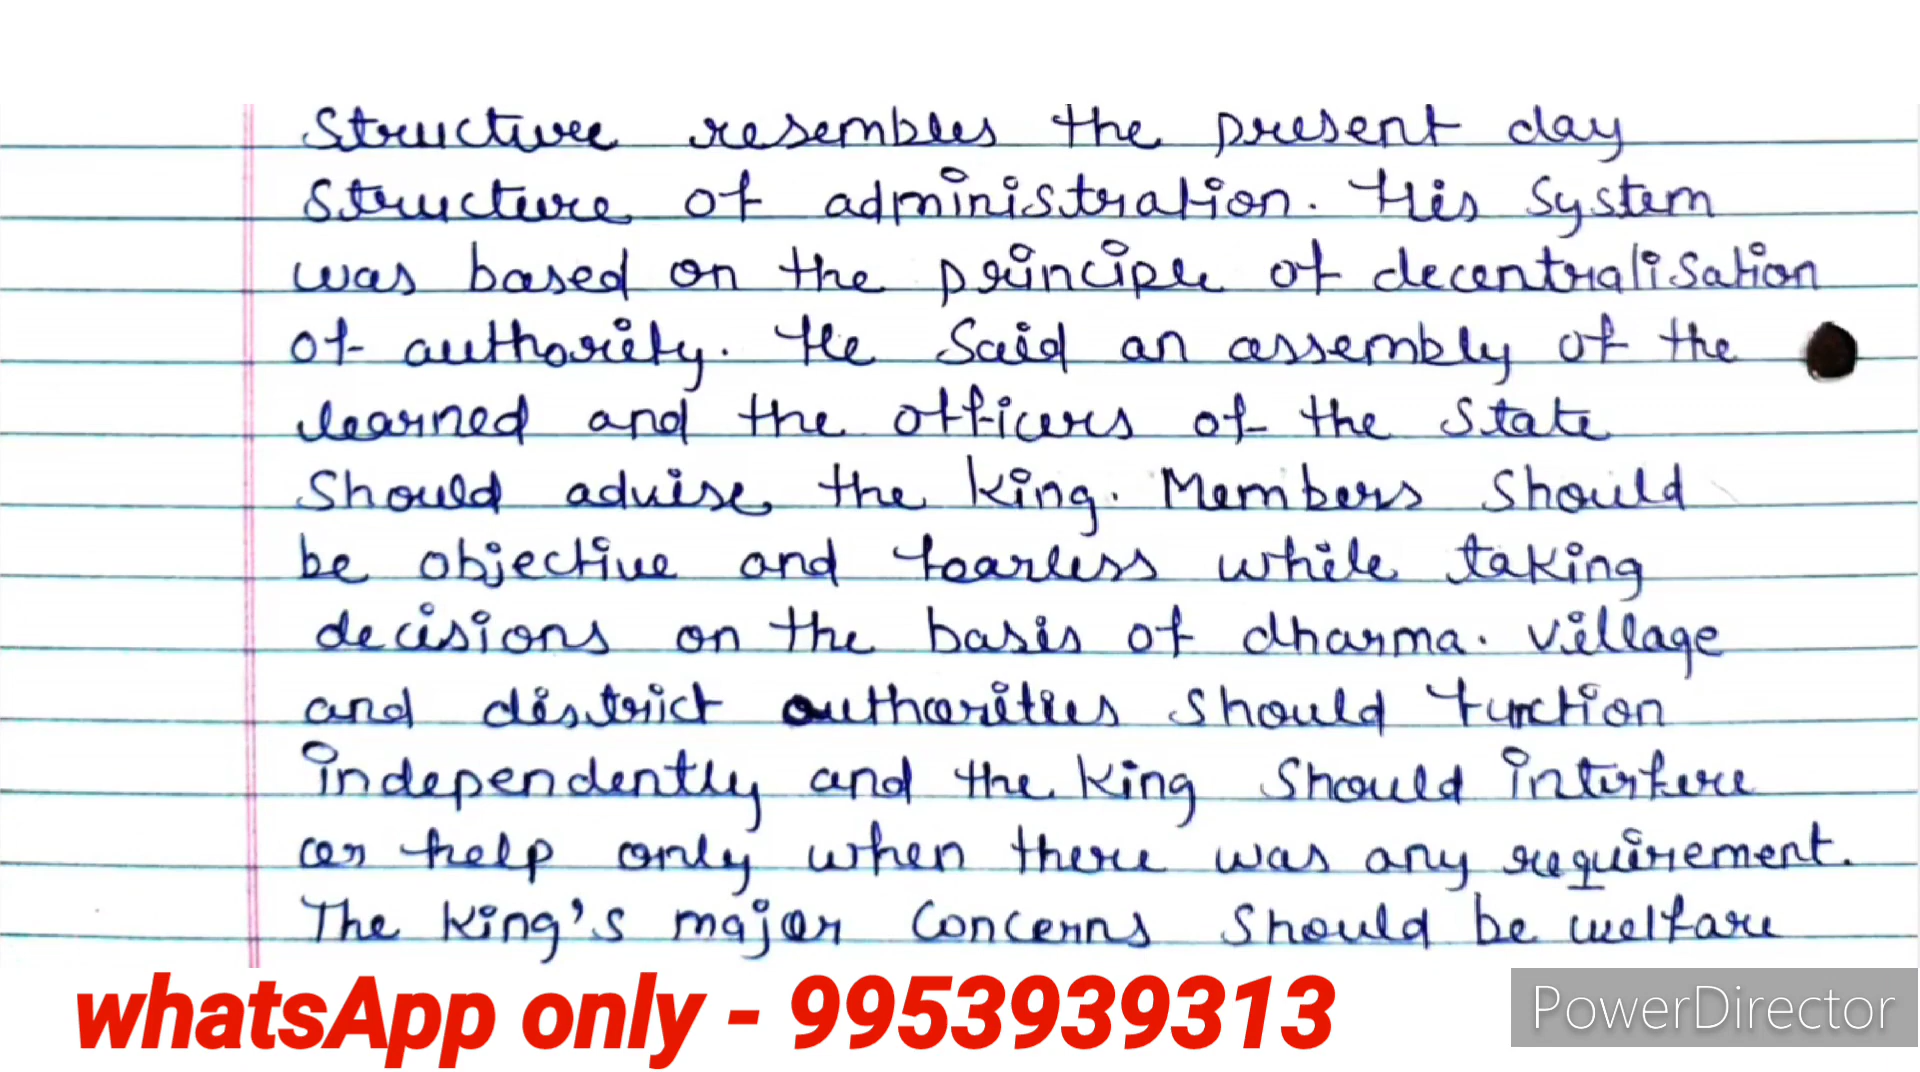 Structure resembles the present day
Structure of administration. His System
was based on the principle of decentralisation
of authority. He Said an assembly of the
learned and the officers of the State
Should advise the King. Members Should
be objective and fearless while taking
decisions on the basis of dharma. Village
and district authorities Should function
independently and the King Should interfere
or help only when there was any requirement.
The King's major Concerns Should be welfare
whatsApp only - 9953939313
PowerDirector